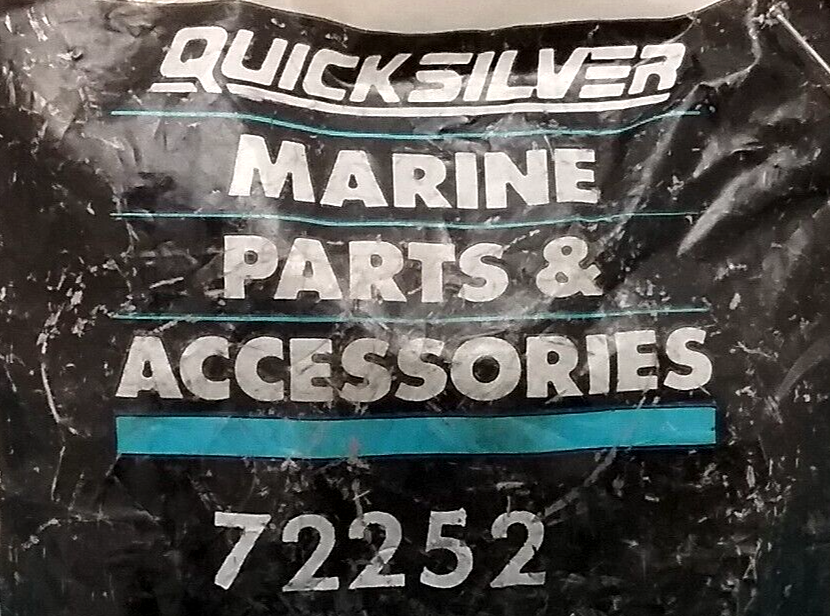 QUICKSILVER
MARINE
PARTS &
ACCESSORIES
72252